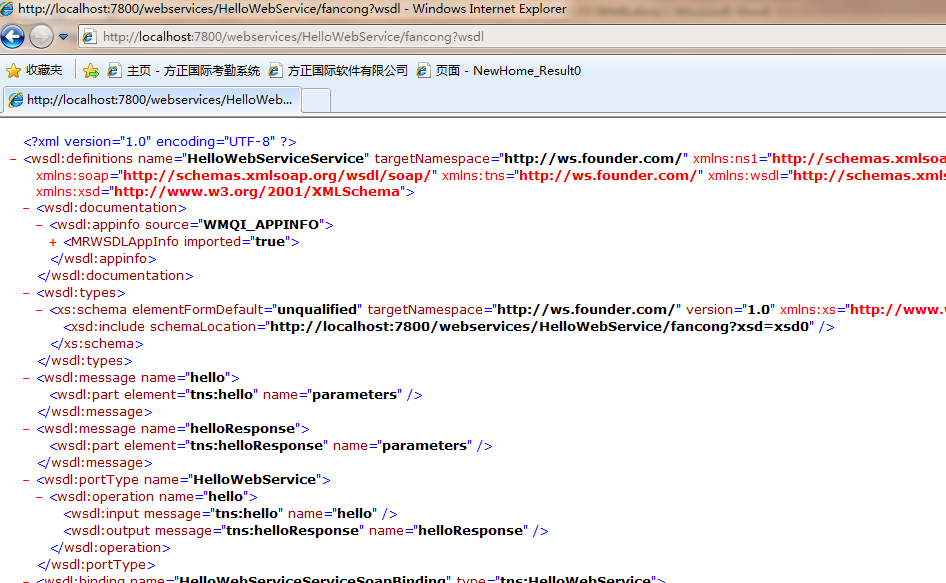 http://localhost:7800/webservices/HelloWebService/fancong?wsdl - Windows Internet Explorer
http://localhost:7800/webservices/HelloWebService/fancong?wsdl
收藏夹 主页 - 方正国际考勤系统 方正国际软件有限公司 页面 - NewHome_Result0
http://localhost:7800/webservices/HelloWeb...
<?xml version="1.0" encoding="UTF-8" ?>
- <wsdl:definitions name="HelloWebServiceService" targetNamespace="http://ws.founder.com/" xmlns:ns1="http://schemas.xmlsoa
xmlns:soap="http://schemas.xmlsoap.org/wsdl/soap/" xmlns:tns="http://ws.founder.com/" xmlns:wsdl="http://schemas.xmls
xmlns:xsd="http://www.w3.org/2001/XMLSchema">
- <wsdl:documentation>
- <wsdl:appinfo source="WMQI_APPINFO">
+ <MRWSDLAppInfo imported="true">
</wsdl:appinfo>
</wsdl:documentation>
- <wsdl:types>
- <xs:schema elementFormDefault="unqualified" targetNamespace="http://ws.founder.com/" version="1.0" xmlns:xs="http://www.
<xsd:include schemaLocation="http://localhost:7800/webservices/HelloWebService/fancong?xsd=xsd0" />
</xs:schema>
</wsdl:types>
- <wsdl:message name="hello">
<wsdl:part element="tns:hello" name="parameters" />
</wsdl:message>
- <wsdl:message name="helloResponse">
<wsdl:part element="tns:helloResponse" name="parameters" />
</wsdl:message>
- <wsdl:portType name="HelloWebService">
- <wsdl:operation name="hello">
<wsdl:input message="tns:hello" name="hello" />
<wsdl:output message="tns:helloResponse" name="helloResponse" />
</wsdl:operation>
</wsdl:portType>
- <wsdl:binding name="HelloWebServiceServiceSoapBinding" type="tns:HelloWebService">